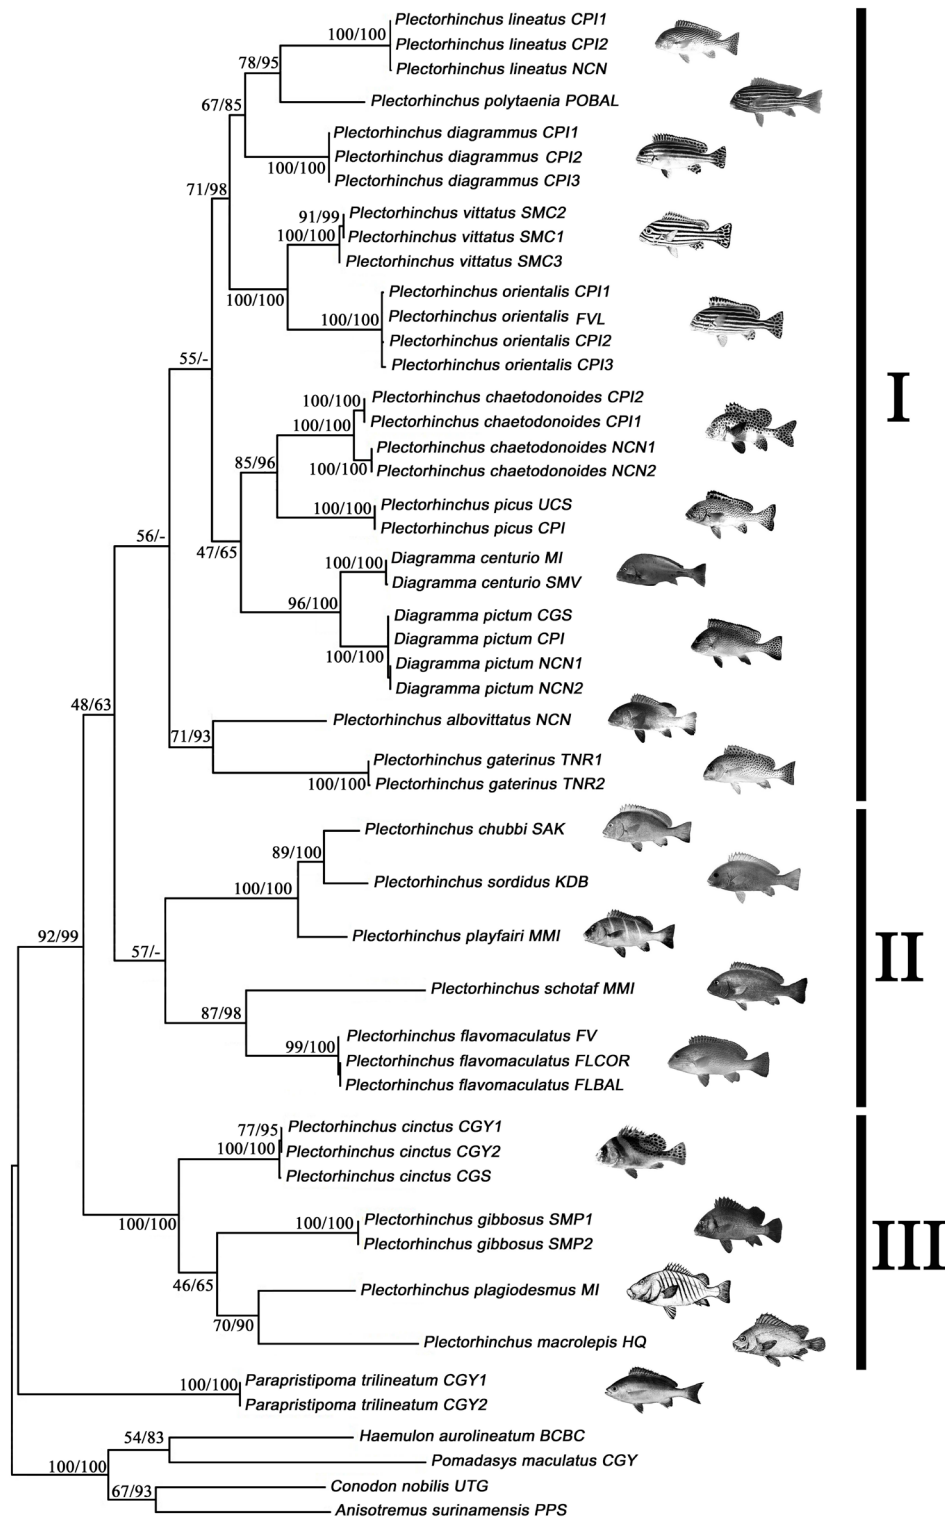 Plectorhinchus lineatus CPI1
100/100
Plectorhinchus lineatus CPI2
78/95
Plectorhinchus lineatus NCN
Plectorhinchus polytaenia POBAL
67/85
Plectorhinchus diagrammus CPI1
Plectorhinchus diagrammus CPI2
100/100
Plectorhinchus diagrammus CPI3
71/98
91/99
Plectorhinchus vittatus SMC2
100/100
Plectorhinchus vittatus SMC1
Plectorhinchus vittatus SMC3
100/100
Plectorhinchus orientalis CPI1
100/100
Plectorhinchus orientalis FVL
Plectorhinchus orientalis CPI2
55/-
Plectorhinchus orientalis CPI3
I
100/100
Plectorhinchus chaetodonoides CPI2
100/100
Plectorhinchus chaetodonoides CPI1
Plectorhinchus chaetodonoides NCN1
85/96
100/100
Plectorhinchus chaetodonoides NCN2
100/100
Plectorhinchus picus UCS
Plectorhinchus picus CPI
56/-
47/65
100/100
Diagramma centurio MI
Diagramma centurio SMV
96/100
Diagramma pictum CGS
Diagramma pictum CPI
100/100
Diagramma pictum NCN1
Diagramma pictum NCN2
48/63
Plectorhinchus albovittatus NCN
71/93
Plectorhinchus gaterinus TNR1
100/100
Plectorhinchus gaterinus TNR2
Plectorhinchus chubbi SAK
89/100
Plectorhinchus sordidus KDB
100/100
Plectorhinchus playfairi MMI
92/99
57/-
II
Plectorhinchus schotaf MMI
87/98
Plectorhinchus flavomaculatus FV
99/100
Plectorhinchus flavomaculatus FLCOR
Plectorhinchus flavomaculatus FLBAL
77/95
Plectorhinchus cinctus CGY1
100/100
Plectorhinchus cinctus CGY2
Plectorhinchus cinctus CGS
100/100
100/100
Plectorhinchus gibbosus SMP1
Plectorhinchus gibbosus SMP2
III
46/65
Plectorhinchus plagiodesmus MI
70/90
Plectorhinchus macrolepis HQ
100/100
Parapristipoma trilineatum CGY1
Parapristipoma trilineatum CGY2
54/83
Haemulon aurolineatum BCBC
Pomadasys maculatus CGY
100/100
67/93
Conodon nobilis UTG
Anisotremus surinamensis PPS